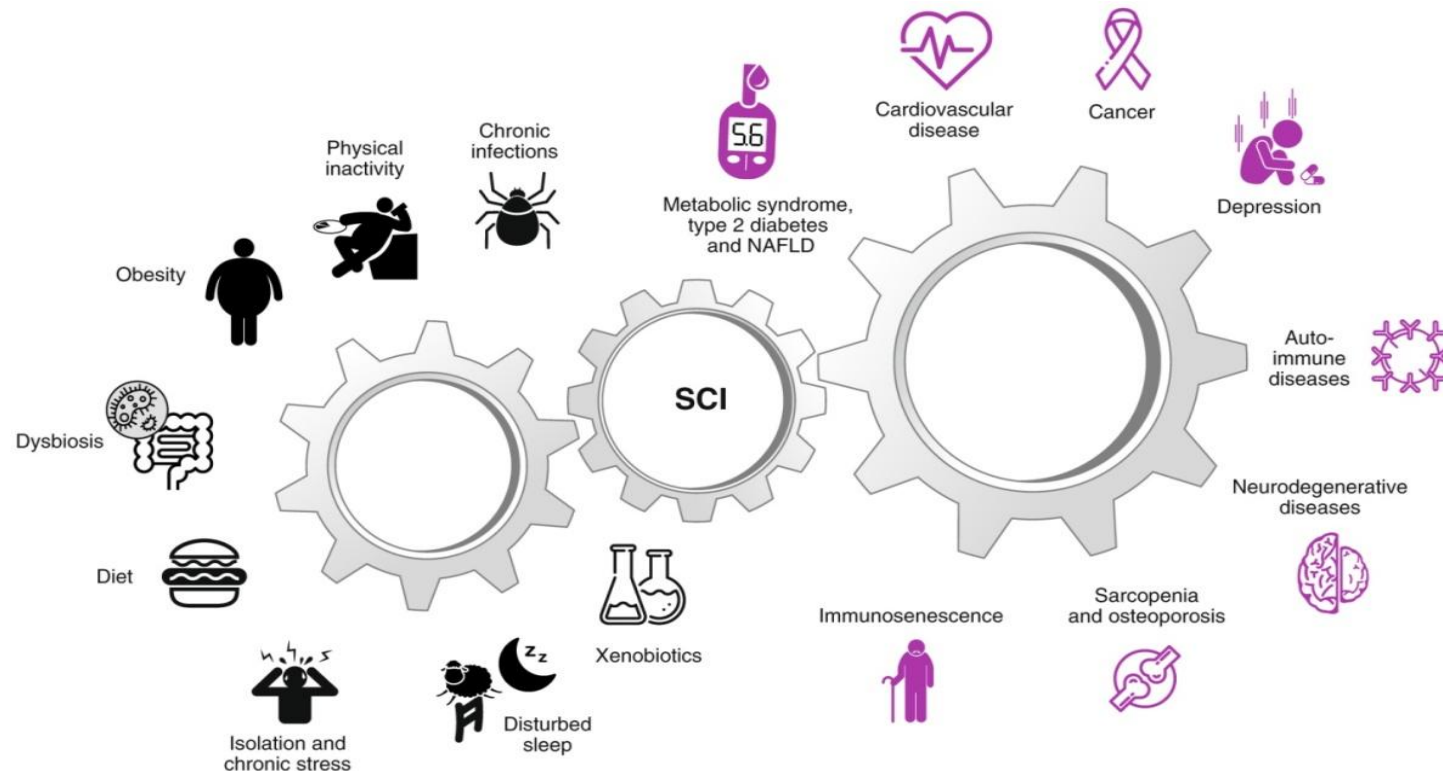 Chronic
infections
Physical
inactivity
Obesity
Dysbiosis
Diet
Isolation and
chronic stress
z z
Disturbed
sleep
Xenobiotics
SCI
5.6
Metabolic syndrome,
type 2 diabetes
and NAFLD
Cardiovascular
disease
Cancer
Depression
Auto-
immune
diseases
Neurodegenerative
diseases
Sarcopenia
and osteoporosis
Immunosenescence